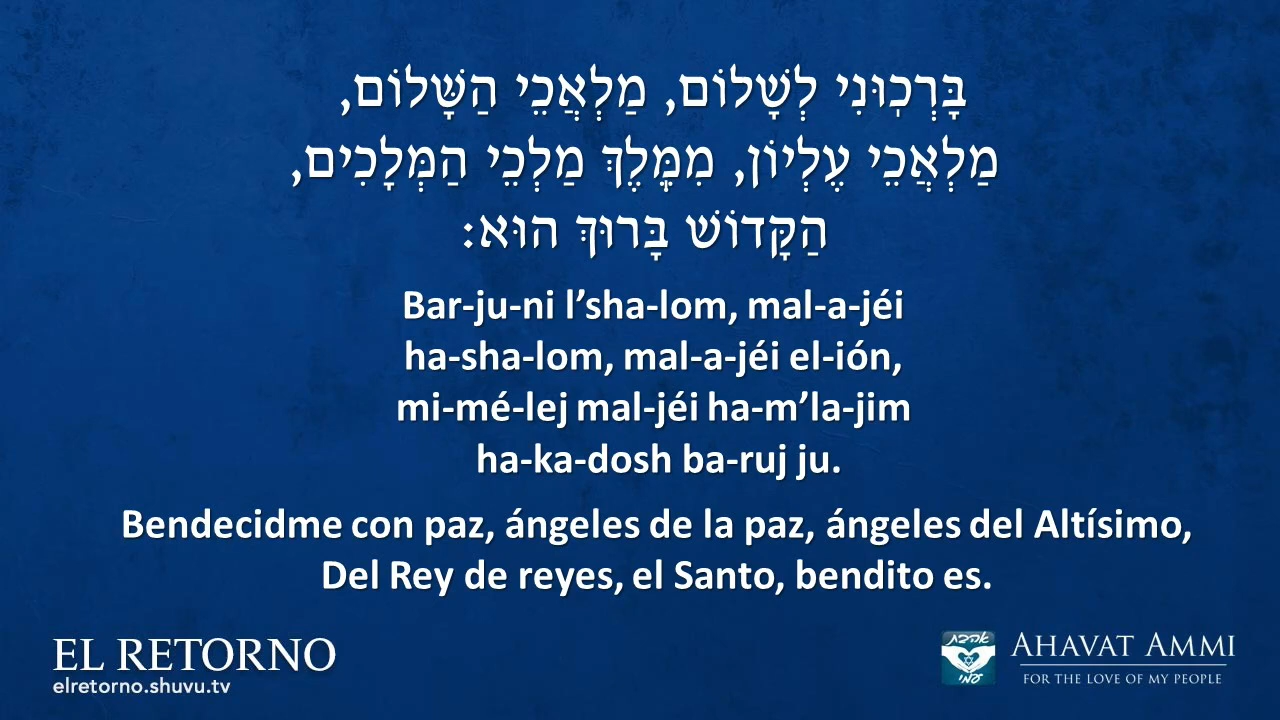 בָּרְכֽוּנִי לְשָׁלוֹם, מַלְאֲכֵי הַשָּׁלוֹם,
מַלְאֲכֵי עֶלְיוֹן, מִמֶּֽלֶךְ מַלְכֵי הַמְּלָכִים,
הַקָּדוֹשׁ בָּרוּךְ הוּא:
Bar-ju-ni l’sha-lom, mal-a-jéi
ha-sha-lom, mal-a-jéi el-ión,
mi-mé-lej mal-jéi ha-m’la-jim
ha-ka-dosh ba-ruj ju.
Bendecidme con paz, ángeles de la paz, ángeles del Altísimo,
Del Rey de reyes, el Santo, bendito es.
EL RETORNO
elretorno.shuvu.tv
אהבת
עמי
AHAVAT AMMI
FOR THE LOVE OF MY PEOPLE